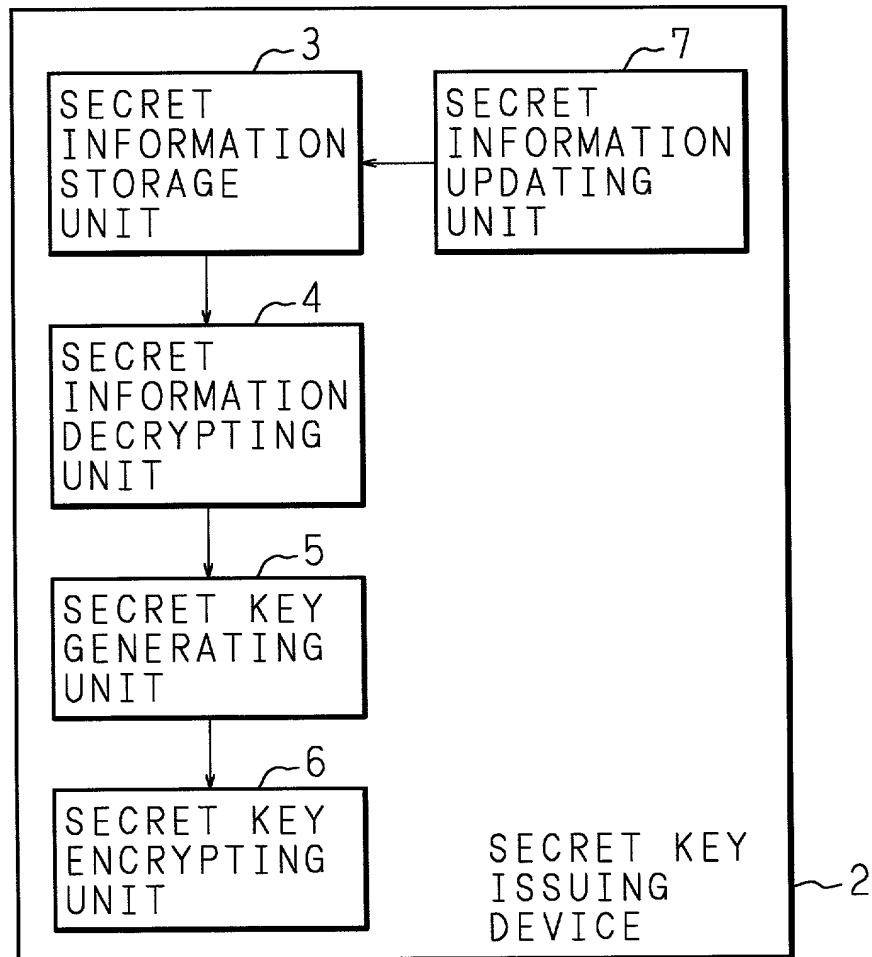 3
SECRET
INFORMATION
STORAGE
UNIT
7
SECRET
INFORMATION
UPDATING
UNIT
4
SECRET
INFORMATION
DECRYPTING
UNIT
5
SECRET KEY
GENERATING
UNIT
6
SECRET KEY
ENCRYPTING
UNIT
SECRET KEY
ISSUING
DEVICE
2